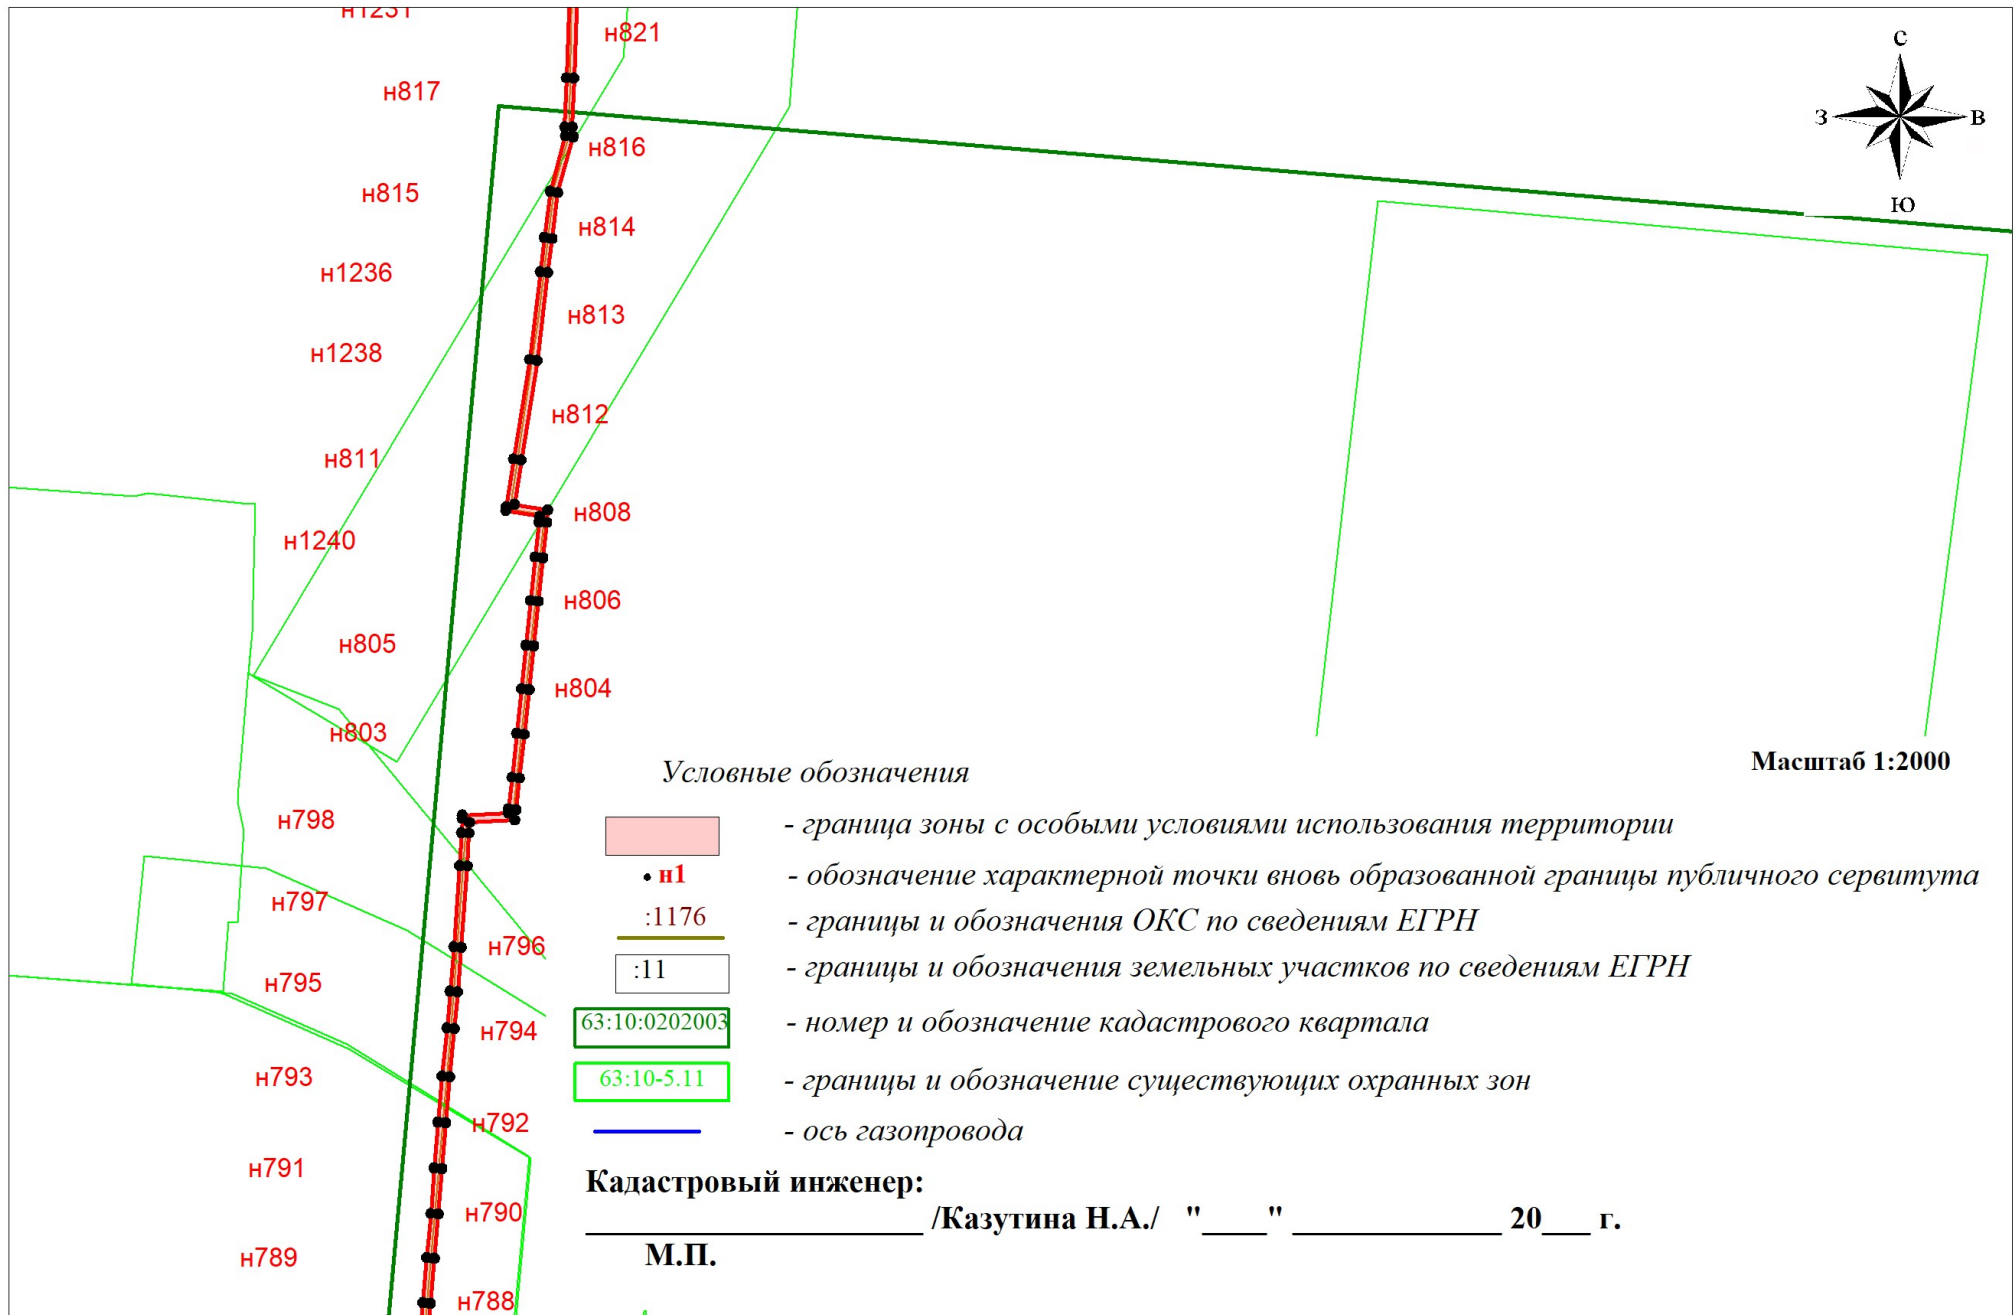 н1231
н821
С
н817
З
В
н816
н815
Ю
н814
н1236
н813
н1238
н812
н811
н808
н1240
н806
н805
н804
н803
Масштаб 1:2000
Условные обозначения
н798
- граница зоны с особыми условиями использования территории
н1
- обозначение характерной точки вновь образованной границы публичного сервитута
н797
:1176
- границы и обозначения ОКС по сведениям ЕГРН
н796
:11
- границы и обозначения земельных участков по сведениям ЕГРН
н795
63:10:0202003
- номер и обозначение кадастрового квартала
н794
н793
63:10-5.11
- границы и обозначение существующих охранных зон
н792
- ось газопровода
н791
Кадастровый инженер:
н790
______________________ /Казутина Н.А./ "____" _____________ 20___ г.
н789
М.П.
н788